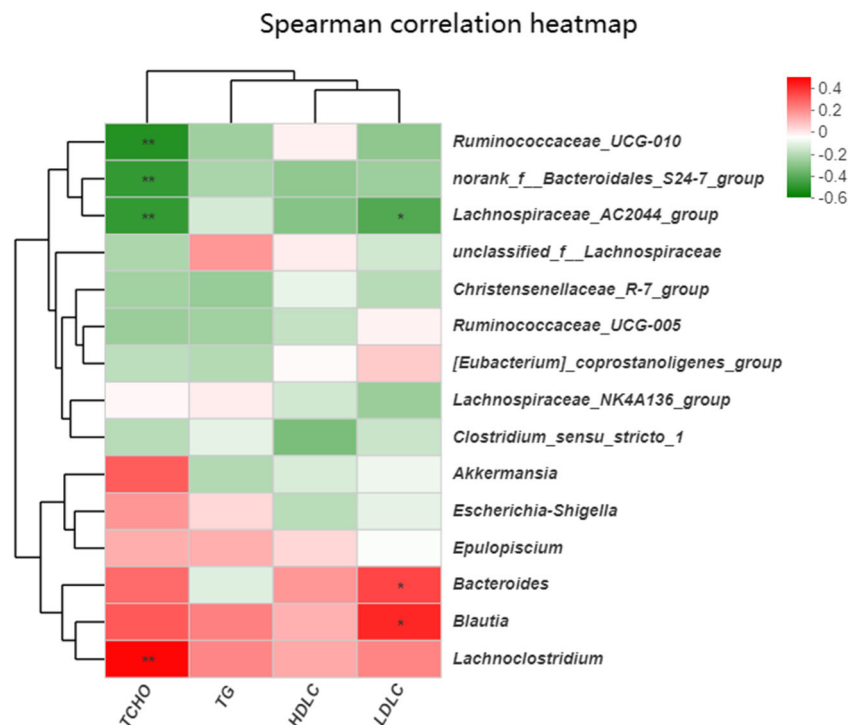 Spearman correlation heatmap
0.4
0.2
0
-0.2
-0.4
-0.6
** Ruminococcaceae_UCG-010
** norank_f__Bacteroidales_S24-7_group
** * Lachnospiraceae_AC2044_group
unclassified_f__Lachnospiraceae
Christensenellaceae_R-7_group
Ruminococcaceae_UCG-005
[Eubacterium]_coprostanoligenes_group
Lachnospiraceae_NK4A136_group
Clostridium_sensu_stricto_1
Akkermansia
Escherichia-Shigella
Epulopiscium
* Bacteroides
* Blautia
** Lachnoclostridium
TCHO TG HDLC LDLC